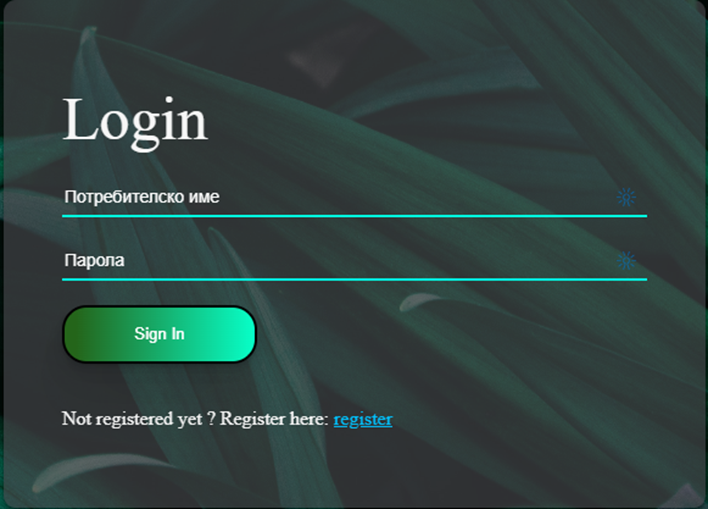 Login
Потребителско име
Парола
Sign In
Not registered yet ? Register here: register